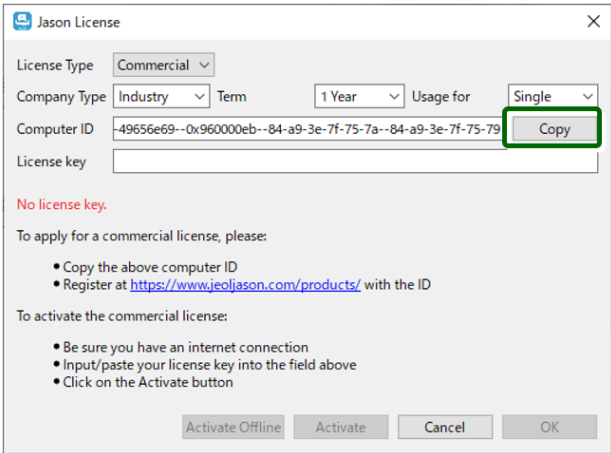 Jason License
License Type Commercial
Company Type Industry Term 1 Year Usage for Single
Computer ID -49656e69--0x960000eb--84-a9-3e-7f-75-7a--84-a9-3e-7f-75-79 Copy
License key
No license key.
To apply for a commercial license, please:
• Copy the above computer ID
• Register at https://www.jeoljason.com/products/ with the ID
To activate the commercial license:
• Be sure you have an internet connection
• Input/paste your license key into the field above
• Click on the Activate button
Activate Offline Activate Cancel OK